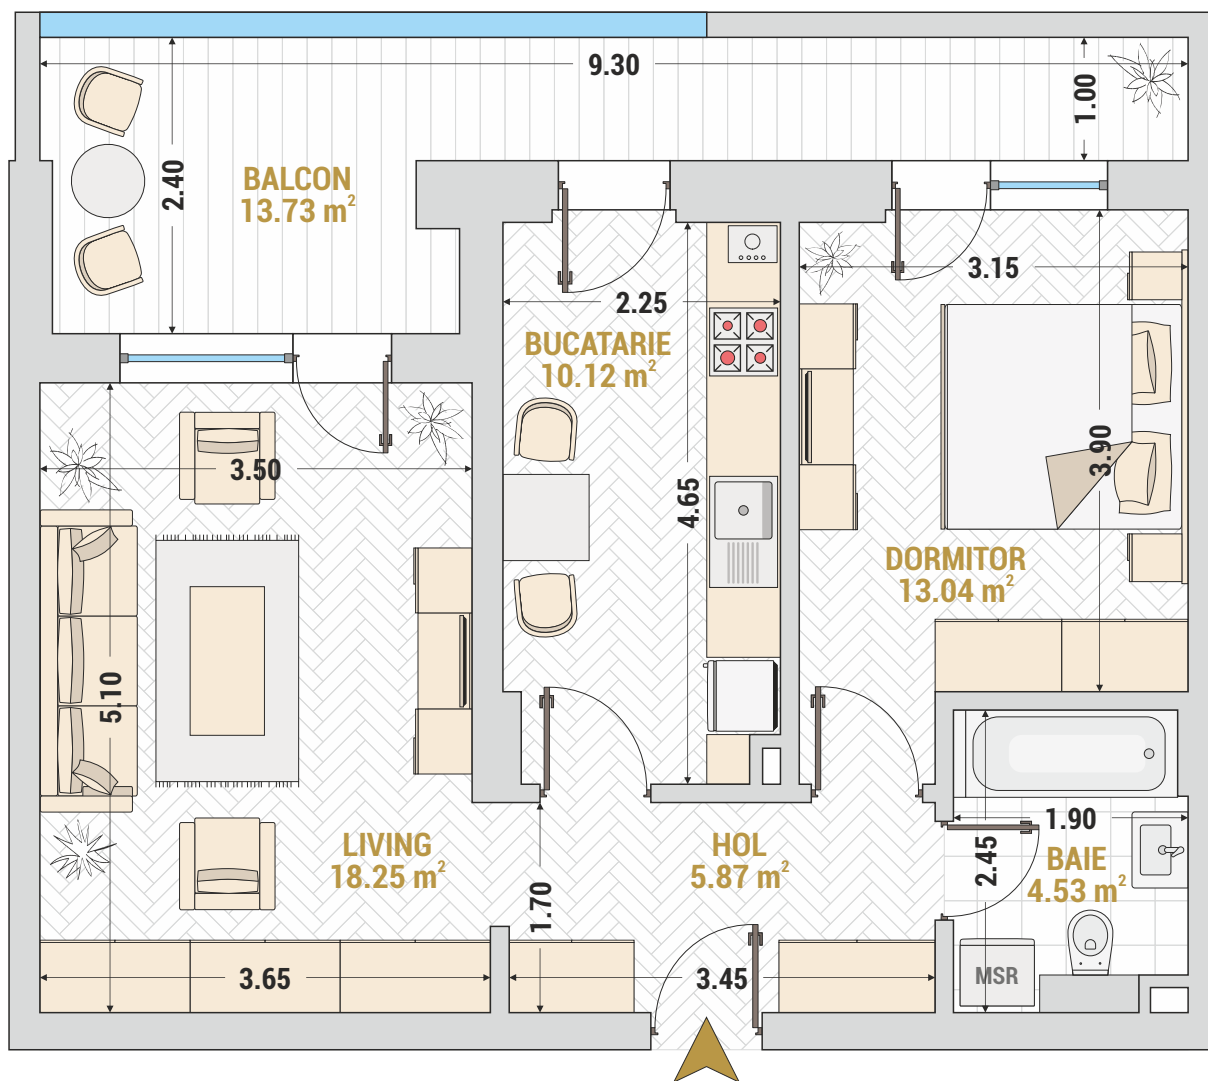 9.30
1.00
2.40
BALCON
13.73 m²
3.15
2.25
BUCATARIE
10.12 m²
3.50
3.90
4.65
DORMITOR
13.04 m²
5.10
1.90
LIVING
18.25 m²
HOL
5.87 m²
2.45
BAIE
4.53 m²
1.70
3.65
3.45
MSR